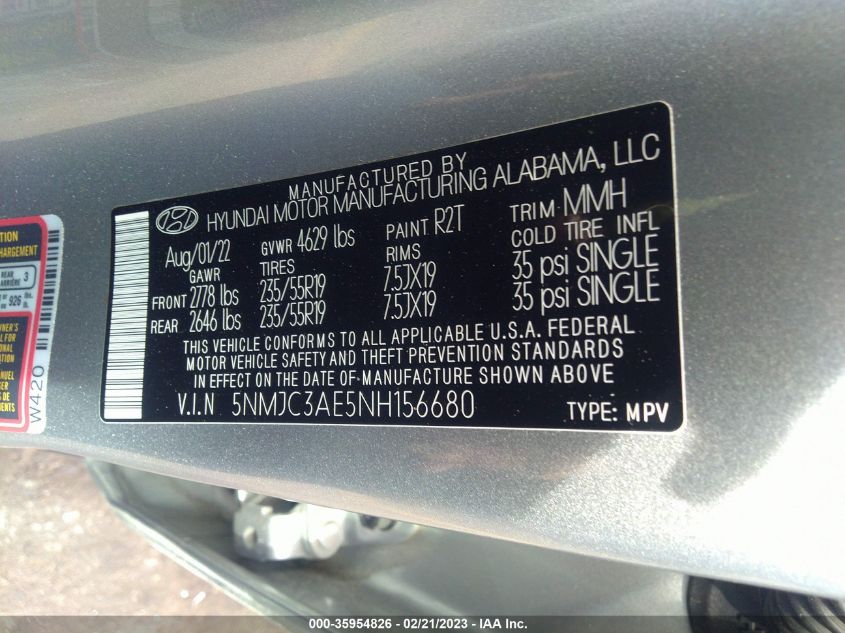 MANUFACTURED BY
HYUNDAI MOTOR MANUFACTURING ALABAMA, LLC
Aug/01/22 GVWR 4629 lbs PAINT R2T TRIM MMH
GAWR TIRES RIMS COLD TIRE INFL
FRONT 2778 lbs 235/55R19 7.5JX19 35 psi SINGLE
REAR 2646 lbs 235/55R19 7.5JX19 35 psi SINGLE
THIS VEHICLE CONFORMS TO ALL APPLICABLE U.S.A. FEDERAL
MOTOR VEHICLE SAFETY AND THEFT PREVENTION STANDARDS
IN EFFECT ON THE DATE OF MANUFACTURE SHOWN ABOVE
V.I.N 5NMJC3AE5NH156680 TYPE: MPV
REAR 3
926 lbs.
W420
000-35954826 - 02/21/2023 - IAA Inc.